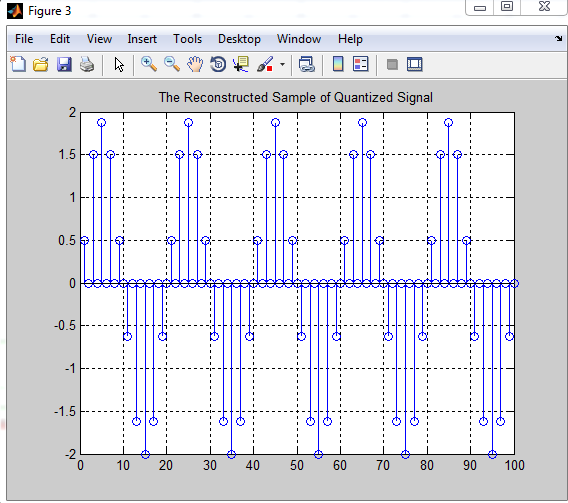 Figure 3
File Edit View Insert Tools Desktop Window Help
The Reconstructed Sample of Quantized Signal
2
1.5
1
0.5
0
-0.5
-1
-1.5
-2
0 10 20 30 40 50 60 70 80 90 100